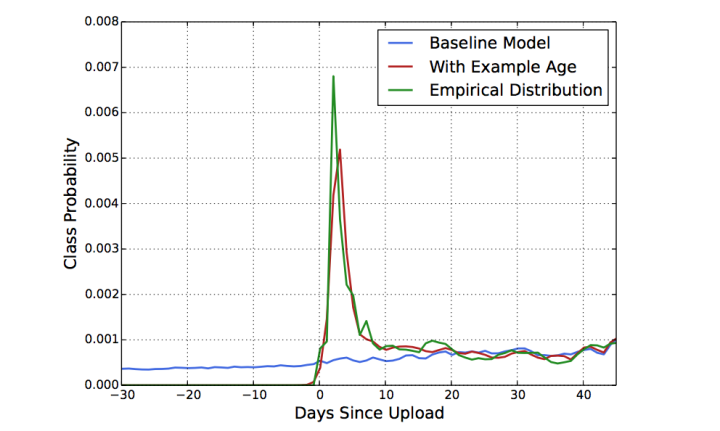 0.008
0.007
0.006
0.005
0.004
0.003
0.002
0.001
0.000
Class Probability
Baseline Model
With Example Age
Empirical Distribution
−30 −20 −10 0 10 20 30 40
Days Since Upload